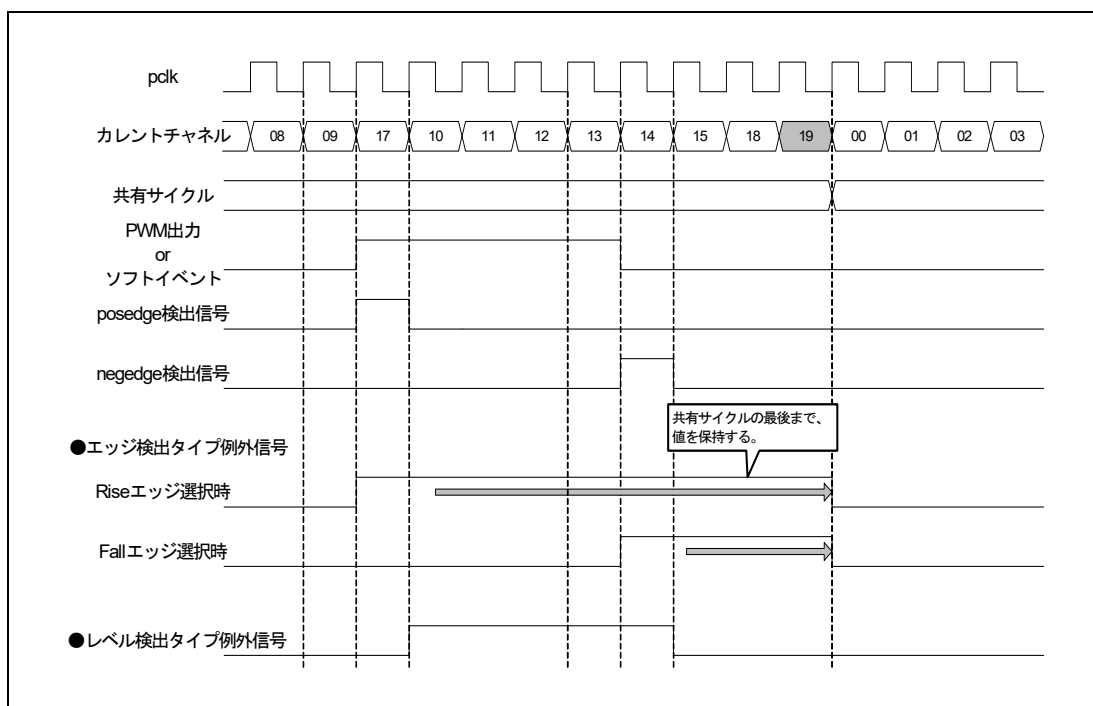 pclk
カレントチャネル 08 09 17 10 11 12 13 14 15 18 19 00 01 02 03
共有サイクル
PWM出力
or
ソフトイベント
posedge検出信号
negedge検出信号
共有サイクルの最後まで、
値を保持する。
●エッジ検出タイプ例外信号
Riseエッジ選択時
Fallエッジ選択時
●レベル検出タイプ例外信号